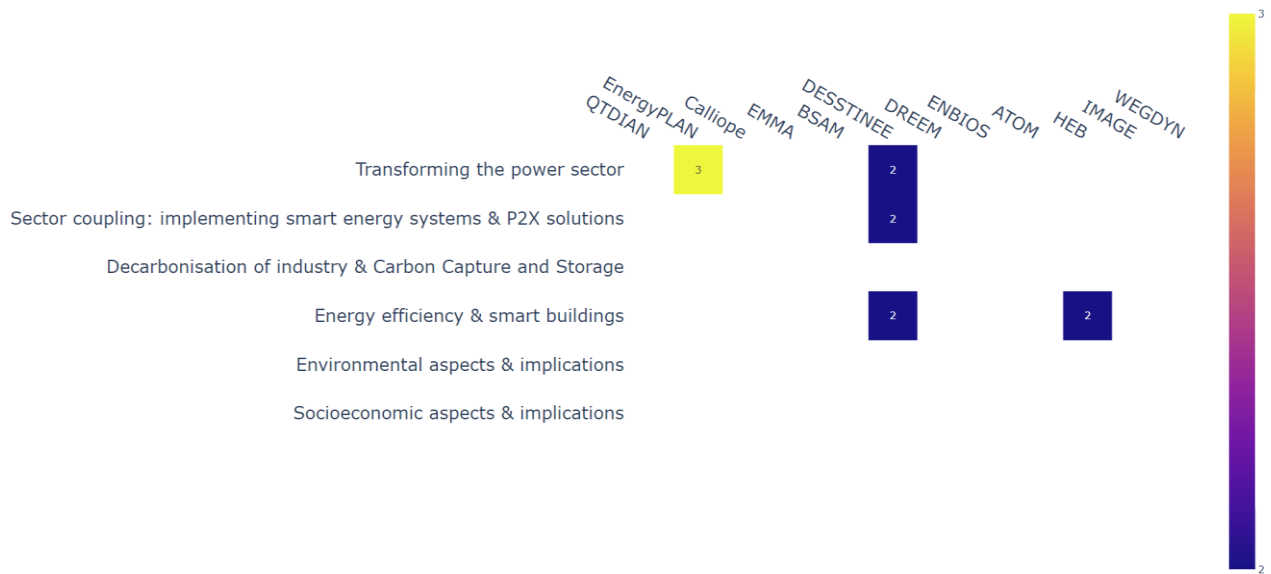 3
QTDIAN
EnergyPLAN
Calliope
EMMA
BSAM
DESSTINEE
DREEM
ENBIOS
ATOM
HEB
IMAGE
WEGDYN
Transforming the power sector
3
2
Sector coupling: implementing smart energy systems & P2X solutions
2
Decarbonisation of industry & Carbon Capture and Storage
Energy efficiency & smart buildings
2
2
Environmental aspects & implications
Socioeconomic aspects & implications
2